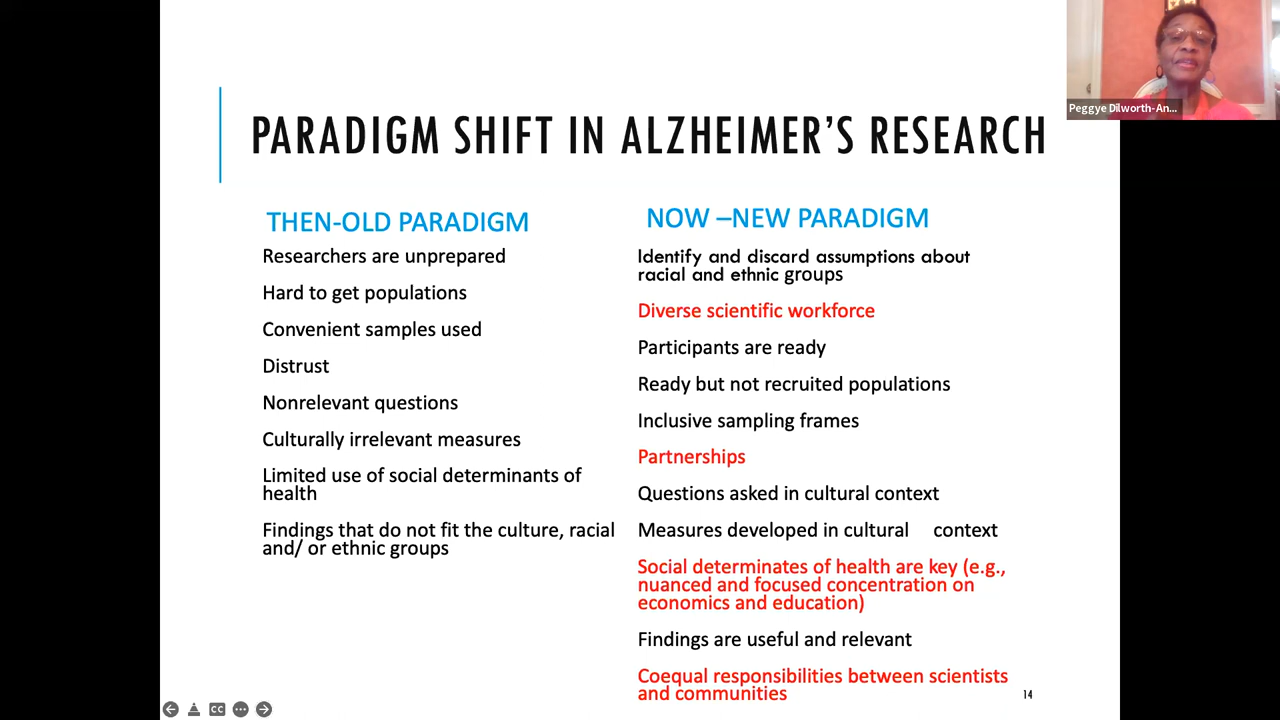 PARADIGM SHIFT IN ALZHEIMER'S RESEARCH
Peggye Dilworth-An...
THEN-OLD PARADIGM
Researchers are unprepared
Hard to get populations
Convenient samples used
Distrust
Nonrelevant questions
Culturally irrelevant measures
Limited use of social determinants of
health
Findings that do not fit the culture, racial
and/ or ethnic groups
NOW –NEW PARADIGM
Identify and discard assumptions about
racial and ethnic groups
Diverse scientific workforce
Participants are ready
Ready but not recruited populations
Inclusive sampling frames
Partnerships
Questions asked in cultural context
Measures developed in cultural context
Social determinates of health are key (e.g.,
nuanced and focused concentration on
economics and education)
Findings are useful and relevant
Coequal responsibilities between scientists
and communities
14
CC